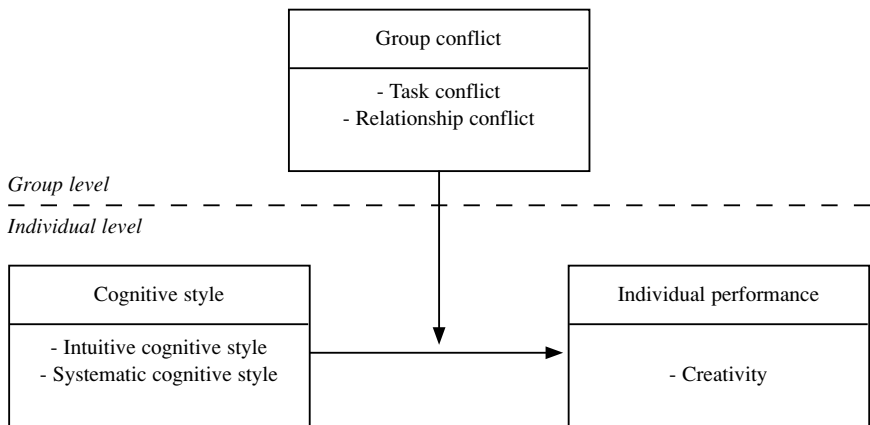 Group conflict
- Task conflict
- Relationship conflict
Group level
Individual level
Cognitive style
- Intuitive cognitive style
- Systematic cognitive style
Individual performance
- Creativity